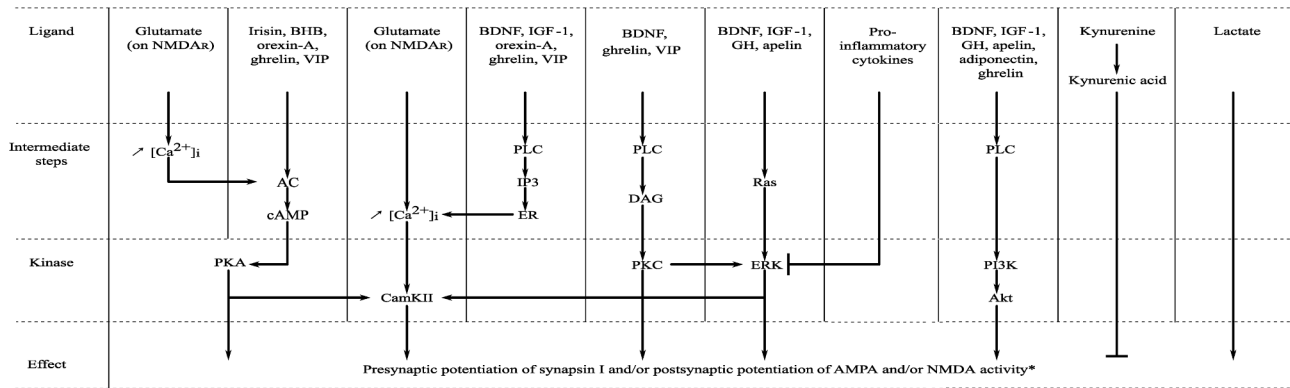 Ligand
Glutamate
(on NMDAR)
Irisin, BHB,
orexin-A,
ghrelin, VIP
Glutamate
(on NMDAR)
BDNF, IGF-1,
orexin-A,
ghrelin, VIP
BDNF,
ghrelin, VIP
BDNF, IGF-1,
GH, apelin
Pro-
inflammatory
cytokines
BDNF, IGF-1,
GH, apelin,
adiponectin,
ghrelin
Kynurenine
Kynurenic acid
Lactate
Intermediate
steps
↗ [Ca²⁺]i
AC
cAMP
↗ [Ca²⁺]i
PLC
IP3
ER
PLC
DAG
Ras
PLC
Kinase
PKA
CamKII
PKC
ERK
PI3K
Akt
Effect
Presynaptic potentiation of synapsin I and/or postsynaptic potentiation of AMPA and/or NMDA activity*